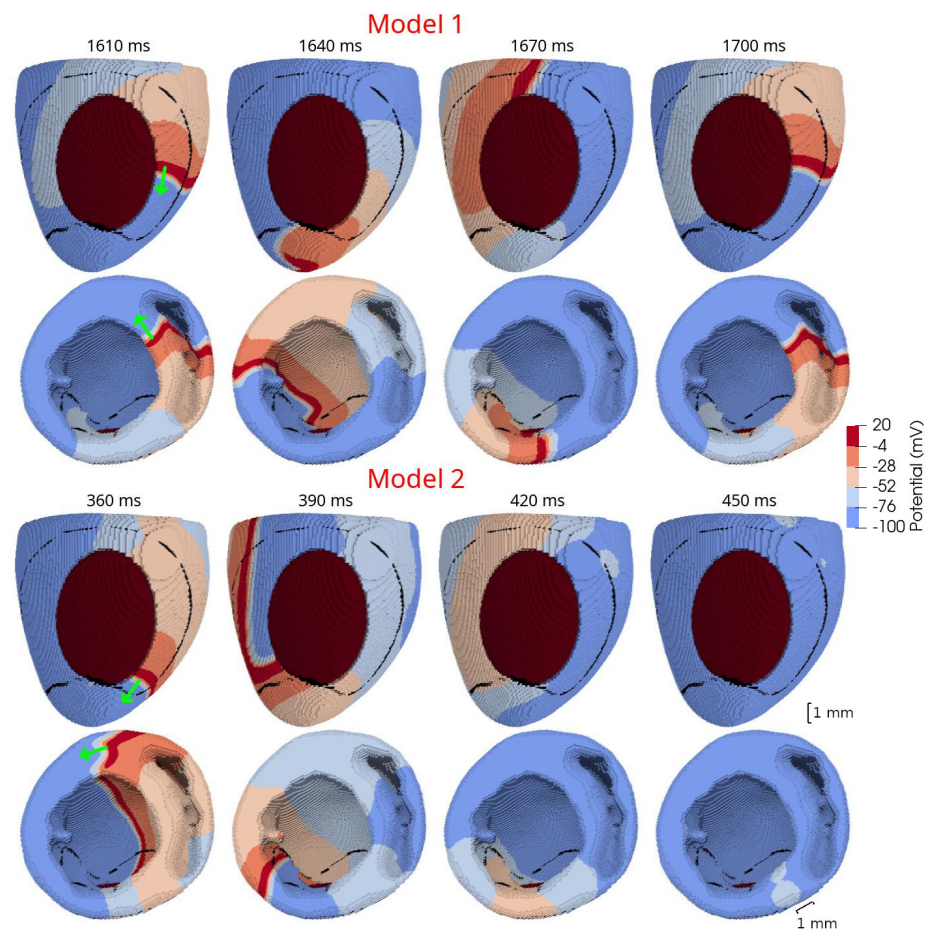 Model 1
1610 ms 1640 ms 1670 ms 1700 ms
20
-4
-28
-52
-76
-100
Potential (mV)
Model 2
360 ms 390 ms 420 ms 450 ms
1 mm
1 mm